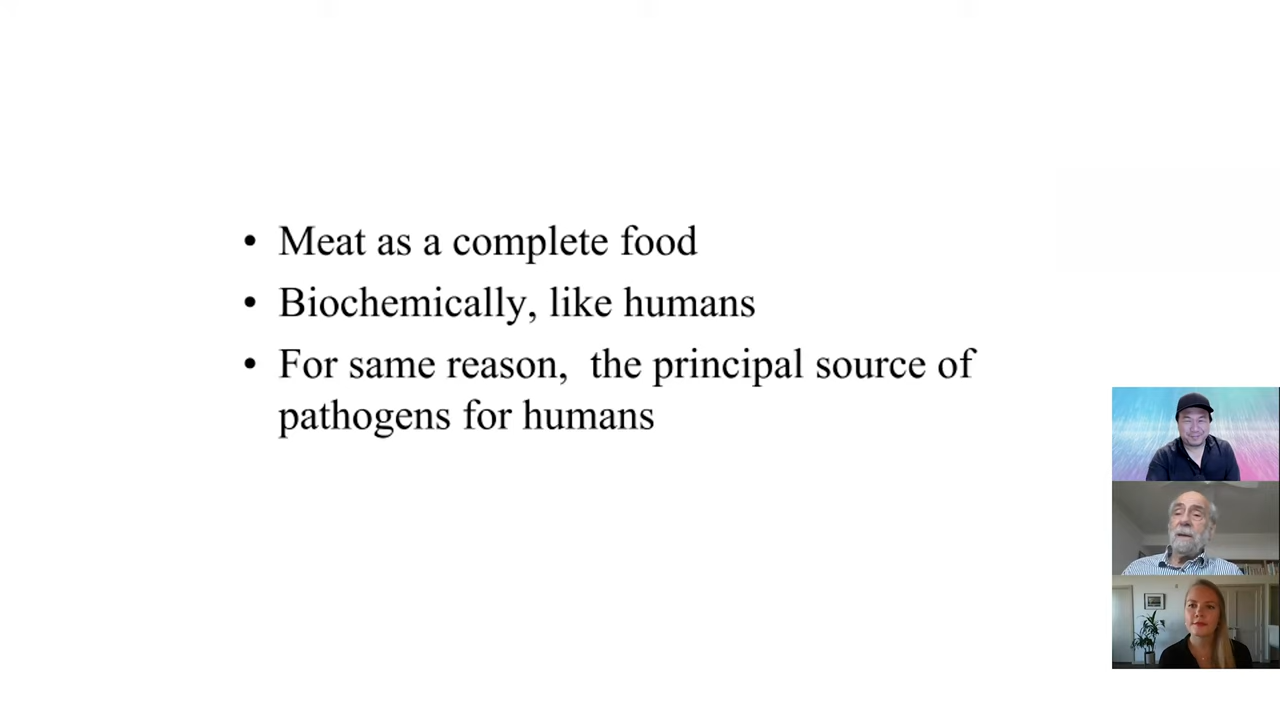 • Meat as a complete food
• Biochemically, like humans
• For same reason,  the principal source of
pathogens for humans